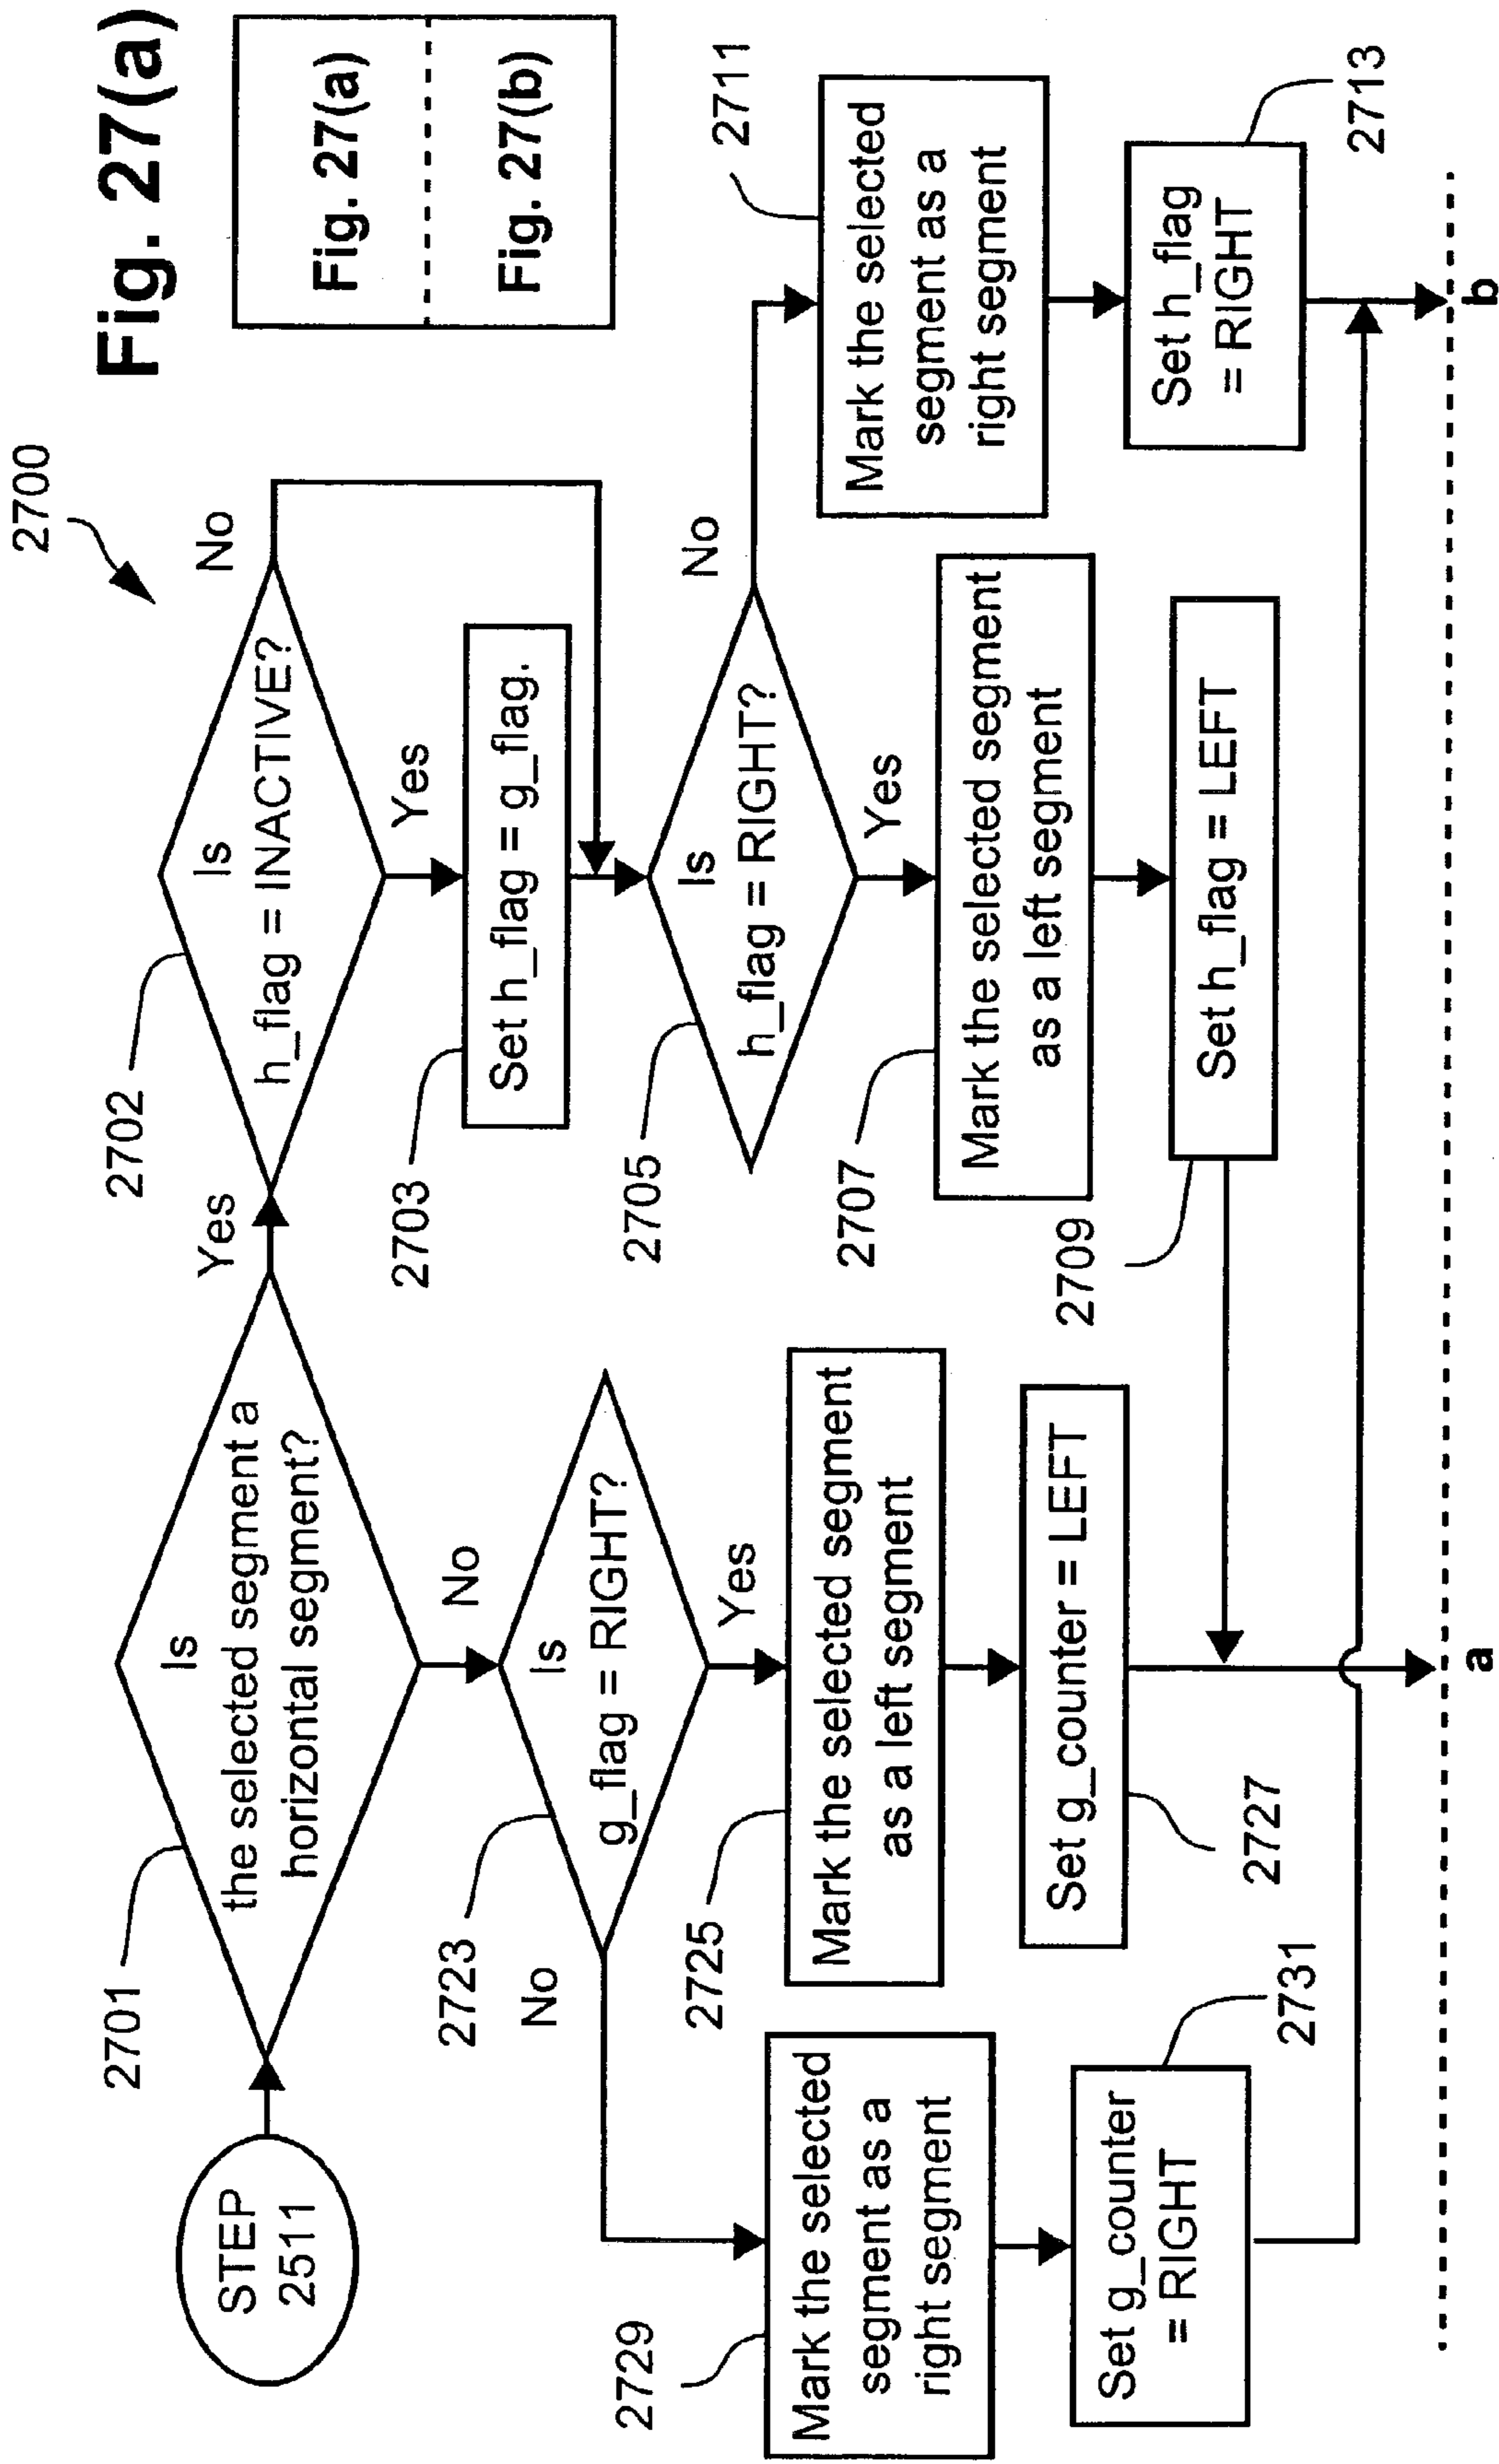 Fig. 27(a)
Fig. 27(a)
Fig. 27(b)
2700
STEP
2511
2701
Is
the selected segment a
horizontal segment?
Yes
No
2702
Is
h_flag = INACTIVE?
No
Yes
2703
Set h_flag = g_flag.
2705
Is
h_flag = RIGHT?
No
Yes
2707
Mark the selected segment
as a left segment
2709
Set h_flag = LEFT
2711
Mark the selected
segment as a
right segment
2713
Set h_flag
= RIGHT
2723
Is
g_flag = RIGHT?
No
Yes
2725
Mark the selected segment
as a left segment
Set g_counter = LEFT
2727
2729
Mark the selected
segment as a
right segment
2731
Set g_counter
= RIGHT
a
b